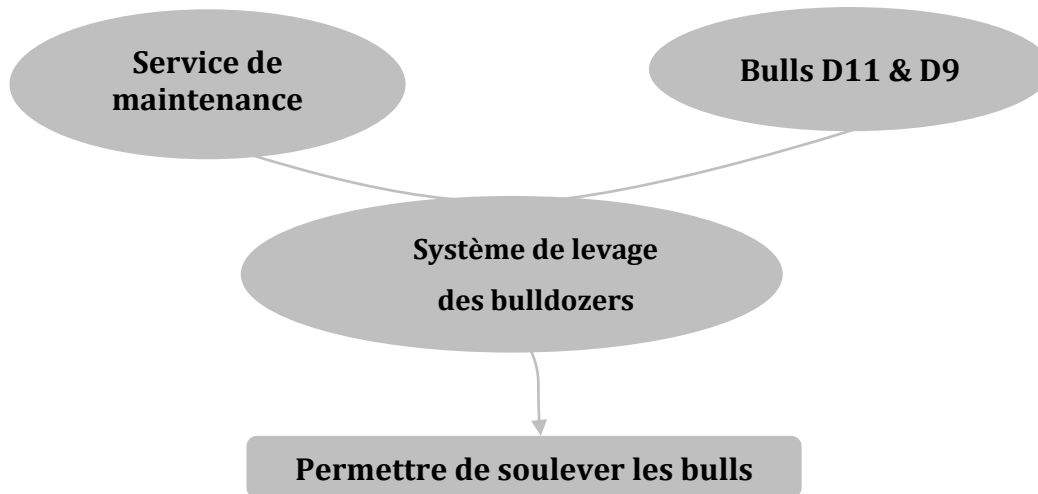 Service de
maintenance
Bulls D11 & D9
Système de levage
des bulldozers
Permettre de soulever les bulls